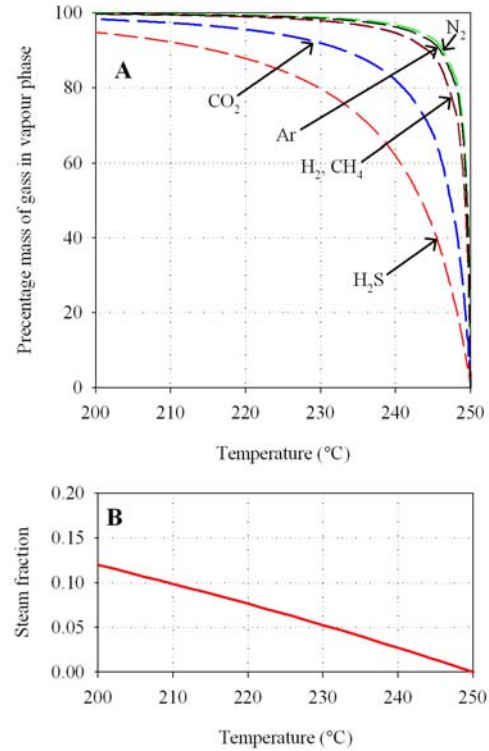 100
80
60
40
20
0
Precentage mass of gass in vapour phase
A
CO2
Ar
N2
H2, CH4
H2S
200 210 220 230 240 250
Temperature (°C)
0.20
0.15
0.10
0.05
0.00
Steam fraction
B
200 210 220 230 240 250
Temperature (°C)